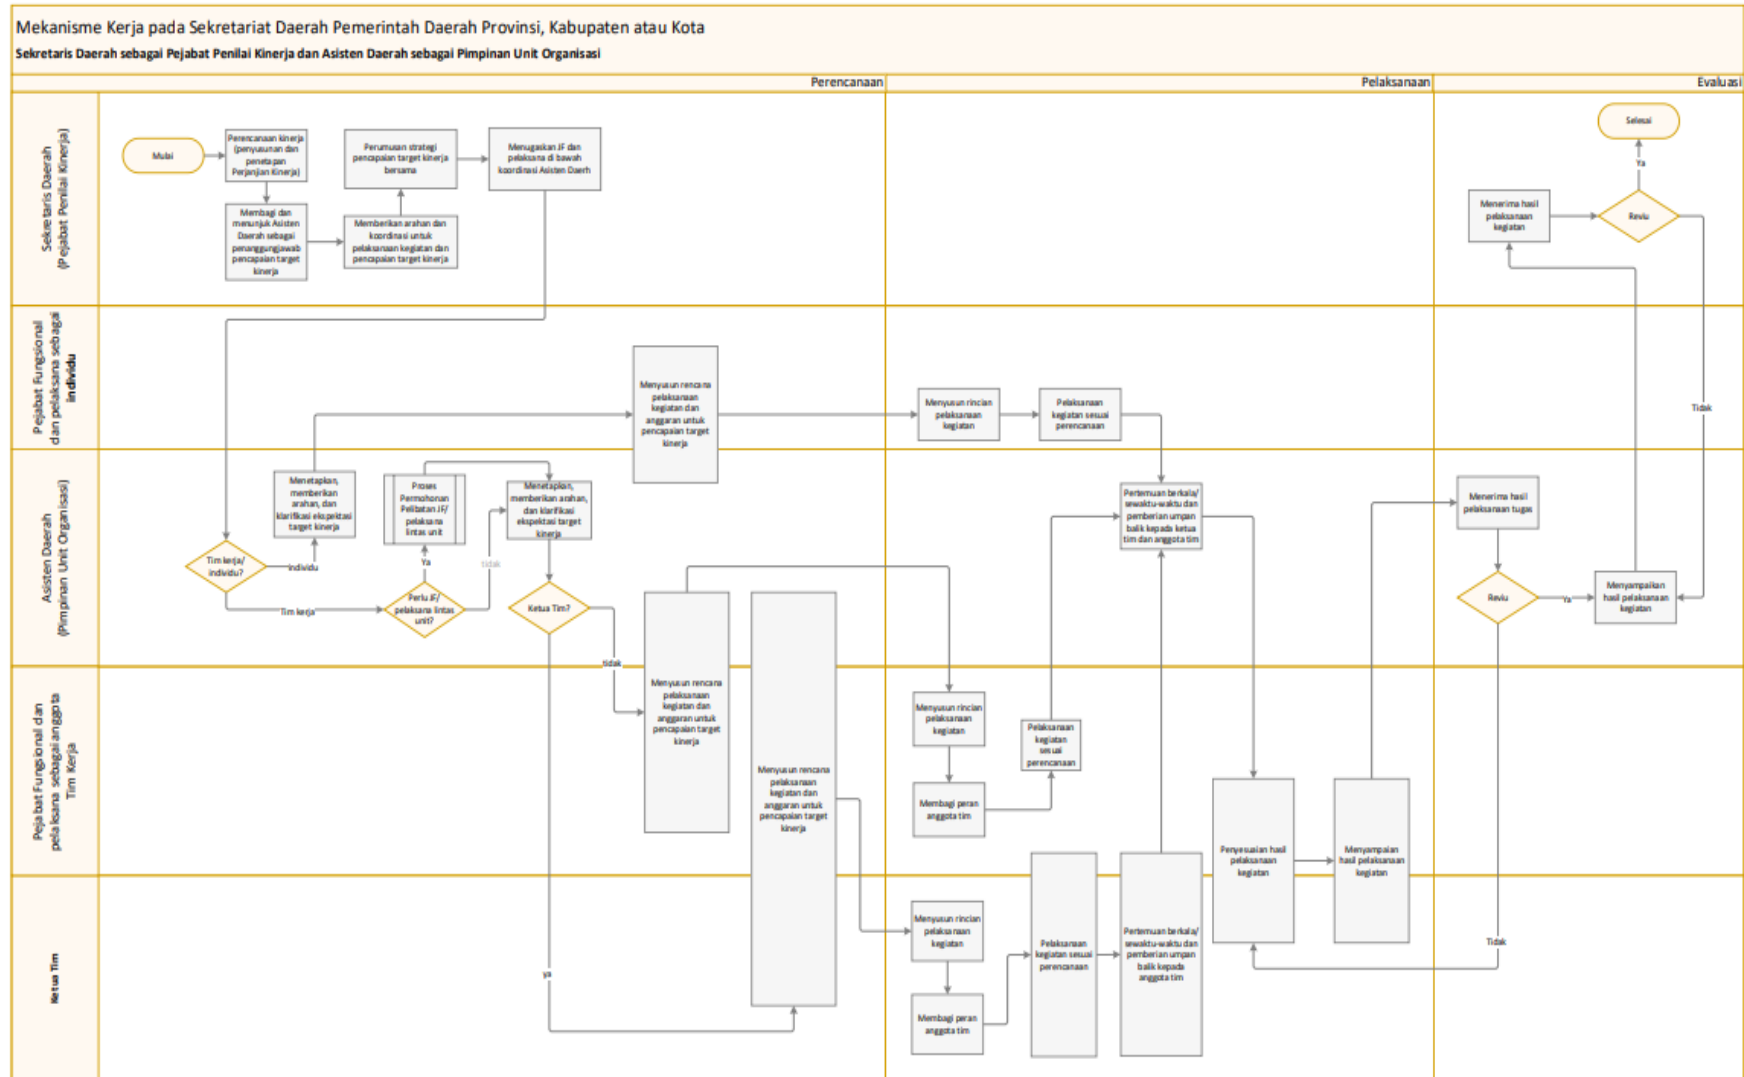 Mekanisme Kerja pada Sekretariat Daerah Pemerintah Daerah Provinsi, Kabupaten atau Kota
Sekretaris Daerah sebagai Pejabat Penilai Kinerja dan Asisten Daerah sebagai Pimpinan Unit Organisasi
Perencanaan
Pelaksanaan
Evaluasi
Sekretaris Daerah
(Pejabat Penilai Kinerja)
Mulai
Perencanaan kinerja
(penyusunan dan
penetapan
Perjanjian Kinerja)
Membagi dan
menunjuk Asisten
Daerah sebagai
penanggungjawab
pencapaian target
kinerja
Memberikan arahan dan
koordinasi untuk
pelaksanaan kegiatan dan
pencapaian target kinerja
Perumusan strategi
pencapaian target kinerja
bersama
Menugaskan JF dan
pelaksana di bawah
koordinasi Asisten Daerh
Menerima hasil
pelaksanaan
kegiatan
Reviu
Ya
Selesai
Tidak
Pejabat Fungsional
dan pelaksana sebagai
individu
Menyusun rencana
pelaksanaan
kegiatan dan
anggaran untuk
pencapaian target
kinerja
Menyusun rincian
pelaksanaan
kegiatan
Pelaksanaan
kegiatan sesuai
perencanaan
Asisten Daerah
(Pimpinan Unit Organisasi)
Tim kerja/
individu?
individu
Tim kerja
Menetapkan,
memberikan
arahan, dan
klarifikasi ekspektasi
target kinerja
Perlu JF/
pelaksana lintas
unit?
Ya
tidak
Proses
Permohonan
Pelibatan JF/
pelaksana
lintas unit
Menetapkan,
memberikan arahan,
dan klarifikasi
ekspektasi target
kinerja
Ketua Tim?
tidak
ya
Pertemuan berkala/
sewaktu-waktu dan
pemberian umpan
balik kepada ketua
tim dan anggota tim
Menerima hasil
pelaksanaan tugas
Reviu
Ya
Menyampaikan
hasil pelaksanaan
kegiatan
Tidak
Pejabat Fungsional dan
pelaksana sebagai anggota
Tim Kerja
Menyusun rencana
pelaksanaan
kegiatan dan
anggaran untuk
pencapaian target
kinerja
Menyusun rencana
pelaksanaan
kegiatan dan
anggaran untuk
pencapaian target
kinerja
Menyusun rincian
pelaksanaan
kegiatan
Membagi peran
anggota tim
Pelaksanaan
kegiatan
sesuai
perencanaan
Penyesuaian hasil
pelaksanaan
kegiatan
Menyampaian
hasil pelaksanaan
kegiatan
Ketua Tim
Menyusun rincian
pelaksanaan
kegiatan
Membagi peran
anggota tim
Pelaksanaan
kegiatan sesuai
perencanaan
Pertemuan berkala/
sewaktu-waktu dan
pemberian umpan
balik kepada
anggota tim